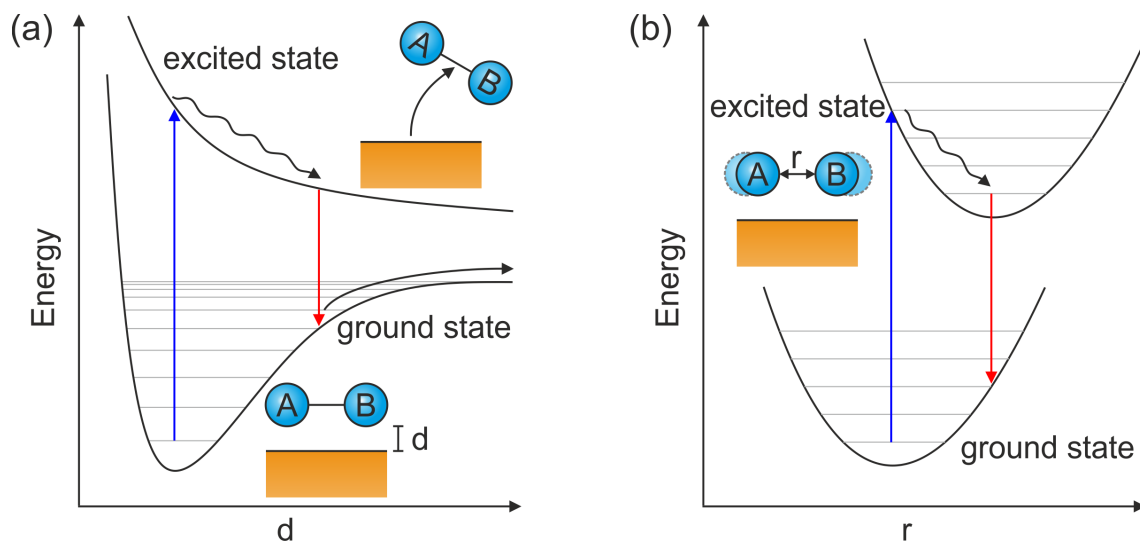 (a)
excited state
A
B
Energy
ground state
A
B
d
d
(b)
excited state
A
r
B
Energy
ground state
r